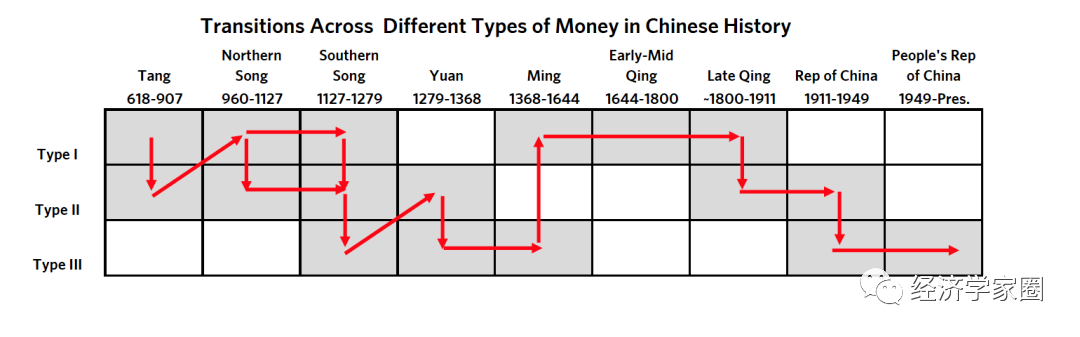 Transitions Across Different Types of Money in Chinese History
Northern Southern Early-Mid People's Rep
Tang Song Song Yuan Ming Qing Late Qing Rep of China of China
618-907 960-1127 1127-1279 1279-1368 1368-1644 1644-1800 ~1800-1911 1911-1949 1949-Pres.
Type I
Type II
Type III
经济学家圈